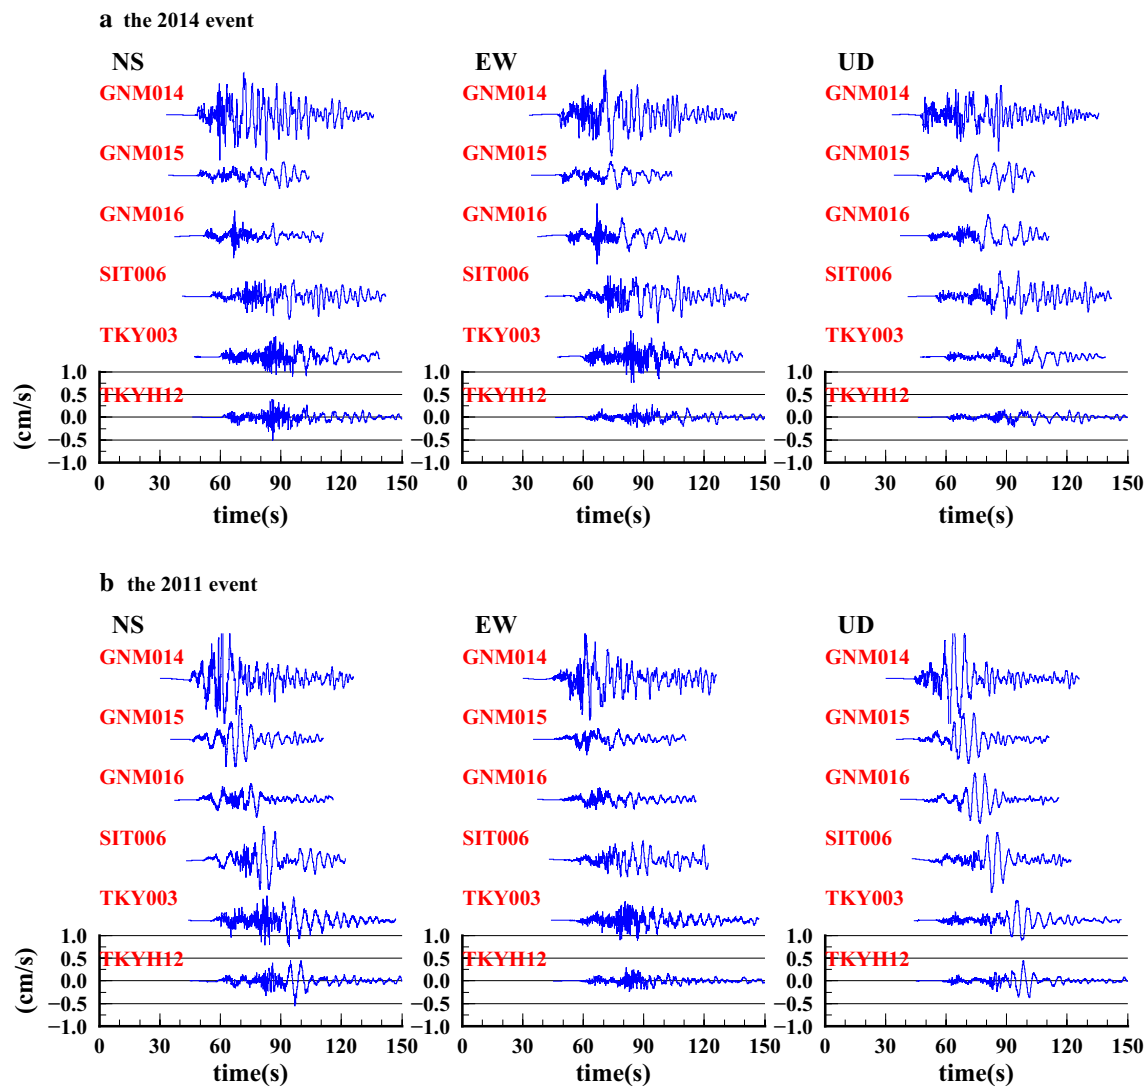 a the 2014 event
NS EW UD
GNM014 GNM014 GNM014
GNM015 GNM015 GNM015
GNM016 GNM016 GNM016
SIT006 SIT006 SIT006
TKY003 TKY003 TKY003
1.0 1.0 1.0
0.5 0.5 0.5
TKYH12 TKYH12 TKYH12
(cm/s)
0.0 0.0 0.0
−0.5 −0.5 −0.5
−1.0 −1.0 −1.0
0 30 60 90 120 150 0 30 60 90 120 150 0 30 60 90 120 150
time(s) time(s) time(s)
b the 2011 event
NS EW UD
GNM014 GNM014 GNM014
GNM015 GNM015 GNM015
GNM016 GNM016 GNM016
SIT006 SIT006 SIT006
TKY003 TKY003 TKY003
1.0 1.0 1.0
0.5 0.5 0.5
TKYH12 TKYH12 TKYH12
(cm/s)
0.0 0.0 0.0
−0.5 −0.5 −0.5
−1.0 −1.0 −1.0
0 30 60 90 120 150 0 30 60 90 120 150 0 30 60 90 120 150
time(s) time(s) time(s)